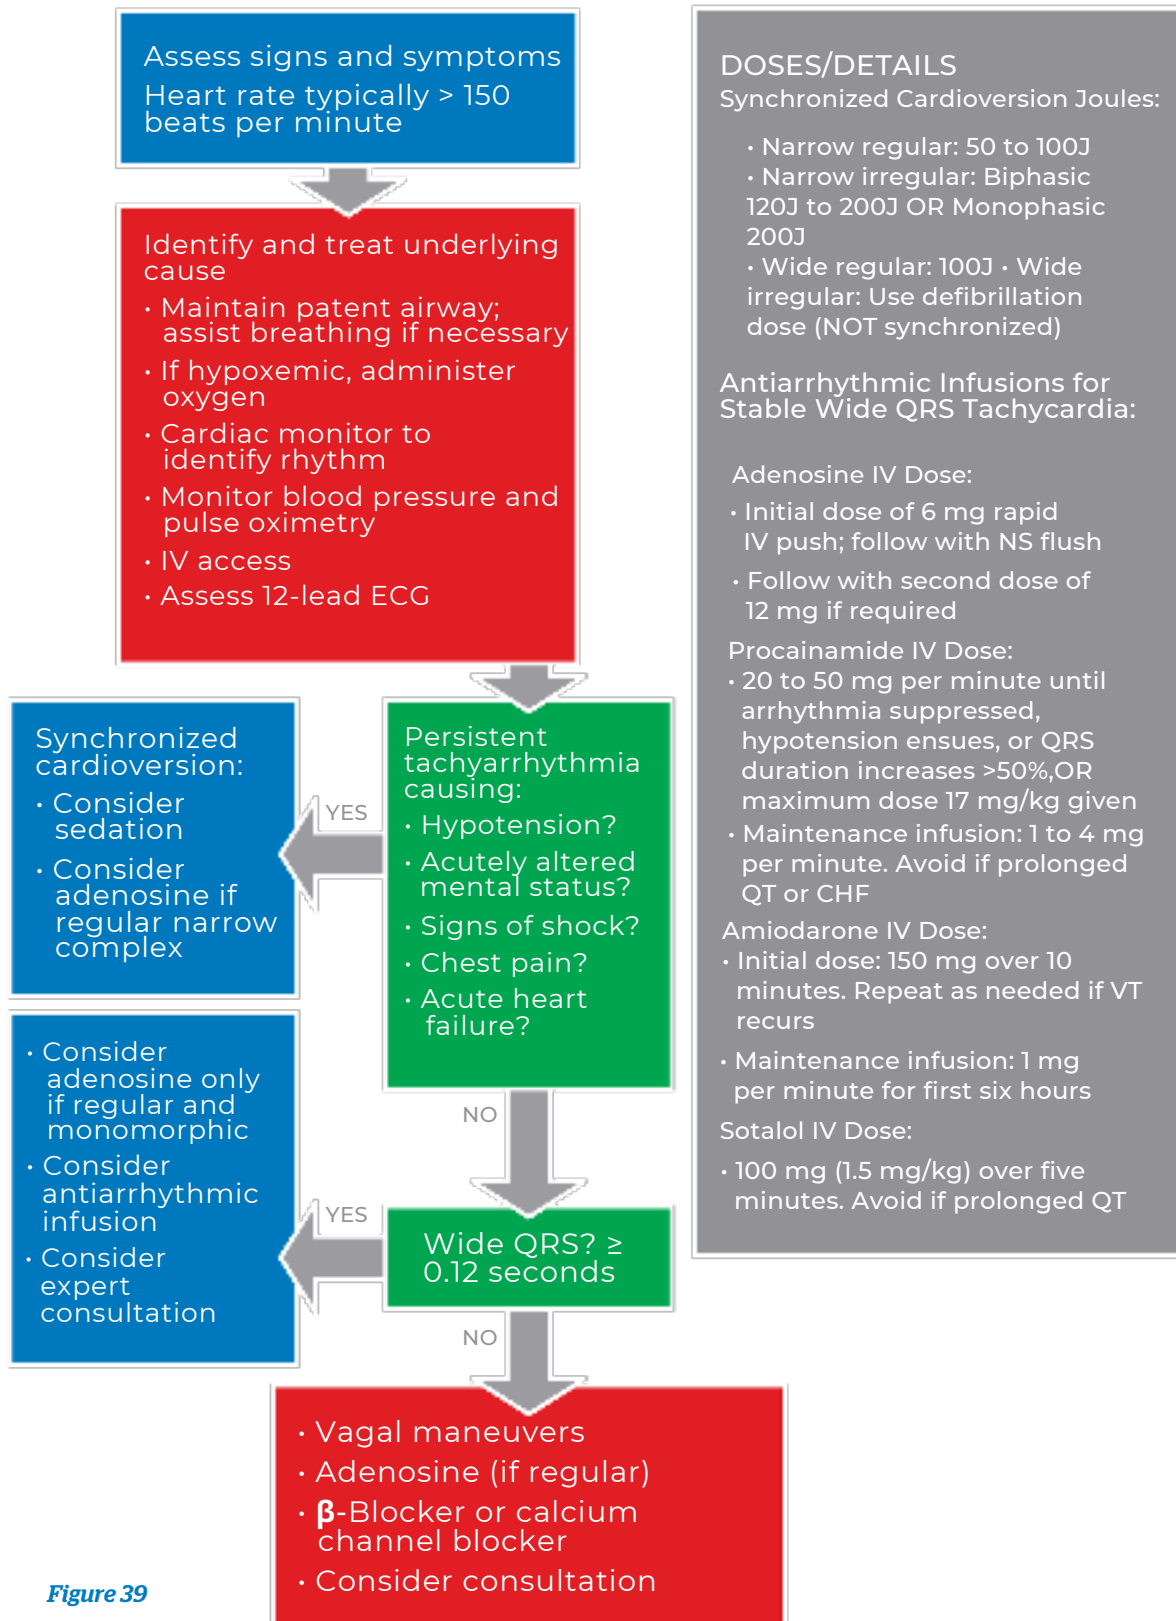 Assess signs and symptoms
Heart rate typically > 150
beats per minute
Identify and treat underlying
cause
• Maintain patent airway;
assist breathing if necessary
• If hypoxemic, administer
oxygen
• Cardiac monitor to
identify rhythm
• Monitor blood pressure and
pulse oximetry
• IV access
• Assess 12-lead ECG
Persistent
tachyarrhythmia
causing:
• Hypotension?
• Acutely altered
mental status?
• Signs of shock?
• Chest pain?
• Acute heart
failure?
YES
Synchronized
cardioversion:
• Consider
sedation
• Consider
adenosine if
regular narrow
complex
NO
Wide QRS? ≥
0.12 seconds
YES
• Consider
adenosine only
if regular and
monomorphic
• Consider
antiarrhythmic
infusion
• Consider
expert
consultation
NO
• Vagal maneuvers
• Adenosine (if regular)
• β-Blocker or calcium
channel blocker
• Consider consultation
Figure 39
DOSES/DETAILS
Synchronized Cardioversion Joules:
• Narrow regular: 50 to 100J
• Narrow irregular: Biphasic
120J to 200J OR Monophasic
200J
• Wide regular: 100J • Wide
irregular: Use defibrillation
dose (NOT synchronized)
Antiarrhythmic Infusions for
Stable Wide QRS Tachycardia:
Adenosine IV Dose:
• Initial dose of 6 mg rapid
IV push; follow with NS flush
• Follow with second dose of
12 mg if required
Procainamide IV Dose:
• 20 to 50 mg per minute until
arrhythmia suppressed,
hypotension ensues, or QRS
duration increases >50%,OR
maximum dose 17 mg/kg given
• Maintenance infusion: 1 to 4 mg
per minute. Avoid if prolonged
QT or CHF
Amiodarone IV Dose:
• Initial dose: 150 mg over 10
minutes. Repeat as needed if VT
recurs
• Maintenance infusion: 1 mg
per minute for first six hours
Sotalol IV Dose:
• 100 mg (1.5 mg/kg) over five
minutes. Avoid if prolonged QT